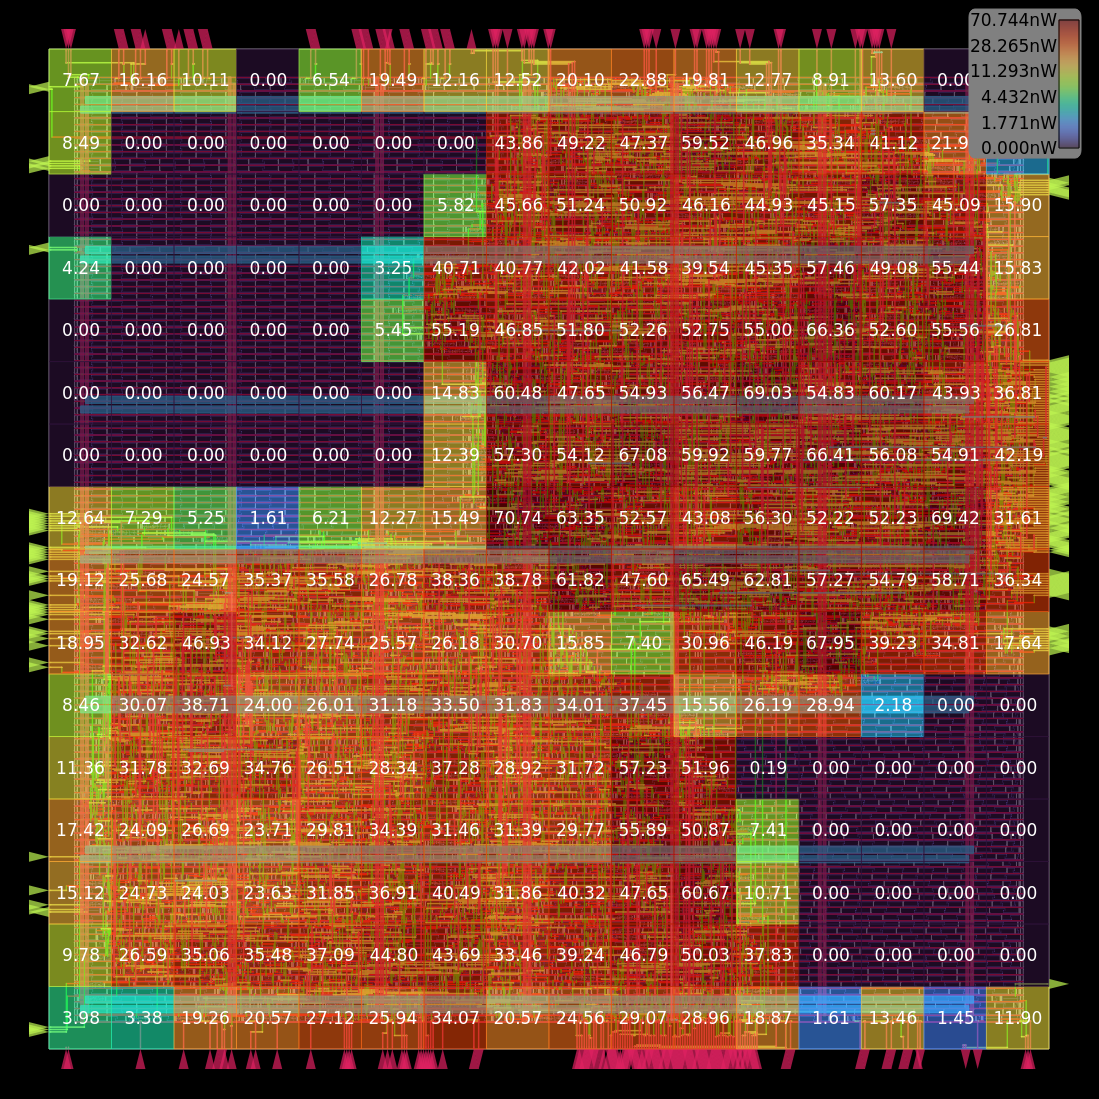 70.744nW
28.265nW
11.293nW
4.432nW
1.771nW
0.000nW
7.67 16.16 10.11 0.00 6.54 19.49 12.16 12.52 20.10 22.88 19.81 12.77 8.91 13.60 0.00
8.49 0.00 0.00 0.00 0.00 0.00 0.00 43.86 49.22 47.37 59.52 46.96 35.34 41.12 21.9
0.00 0.00 0.00 0.00 0.00 0.00 5.82 45.66 51.24 50.92 46.16 44.93 45.15 57.35 45.09 15.90
4.24 0.00 0.00 0.00 0.00 3.25 40.71 40.77 42.02 41.58 39.54 45.35 57.46 49.08 55.44 15.83
0.00 0.00 0.00 0.00 0.00 5.45 55.19 46.85 51.80 52.26 52.75 55.00 66.36 52.60 55.56 26.81
0.00 0.00 0.00 0.00 0.00 0.00 14.83 60.48 47.65 54.93 56.47 69.03 54.83 60.17 43.93 36.81
0.00 0.00 0.00 0.00 0.00 0.00 12.39 57.30 54.12 67.08 59.92 59.77 66.41 56.08 54.91 42.19
12.64 7.29 5.25 1.61 6.21 12.27 15.49 70.74 63.35 52.57 43.08 56.30 52.22 52.23 69.42 31.61
19.12 25.68 24.57 35.37 35.58 26.78 38.36 38.78 61.82 47.60 65.49 62.81 57.27 54.79 58.71 36.34
18.95 32.62 46.93 34.12 27.74 25.57 26.18 30.70 15.85 7.40 30.96 46.19 67.95 39.23 34.81 17.64
8.46 30.07 38.71 24.00 26.01 31.18 33.50 31.83 34.01 37.45 15.56 26.19 28.94 2.18 0.00 0.00
11.36 31.78 32.69 34.76 26.51 28.34 37.28 28.92 31.72 57.23 51.96 0.19 0.00 0.00 0.00 0.00
17.42 24.09 26.69 23.71 29.81 34.39 31.46 31.39 29.77 55.89 50.87 7.41 0.00 0.00 0.00 0.00
15.12 24.73 24.03 23.63 31.85 36.91 40.49 31.86 40.32 47.65 60.67 10.71 0.00 0.00 0.00 0.00
9.78 26.59 35.06 35.48 37.09 44.80 43.69 33.46 39.24 46.79 50.03 37.83 0.00 0.00 0.00 0.00
3.98 3.38 19.26 20.57 27.12 25.94 34.07 20.57 24.56 29.07 28.96 18.87 1.61 13.46 1.45 11.90